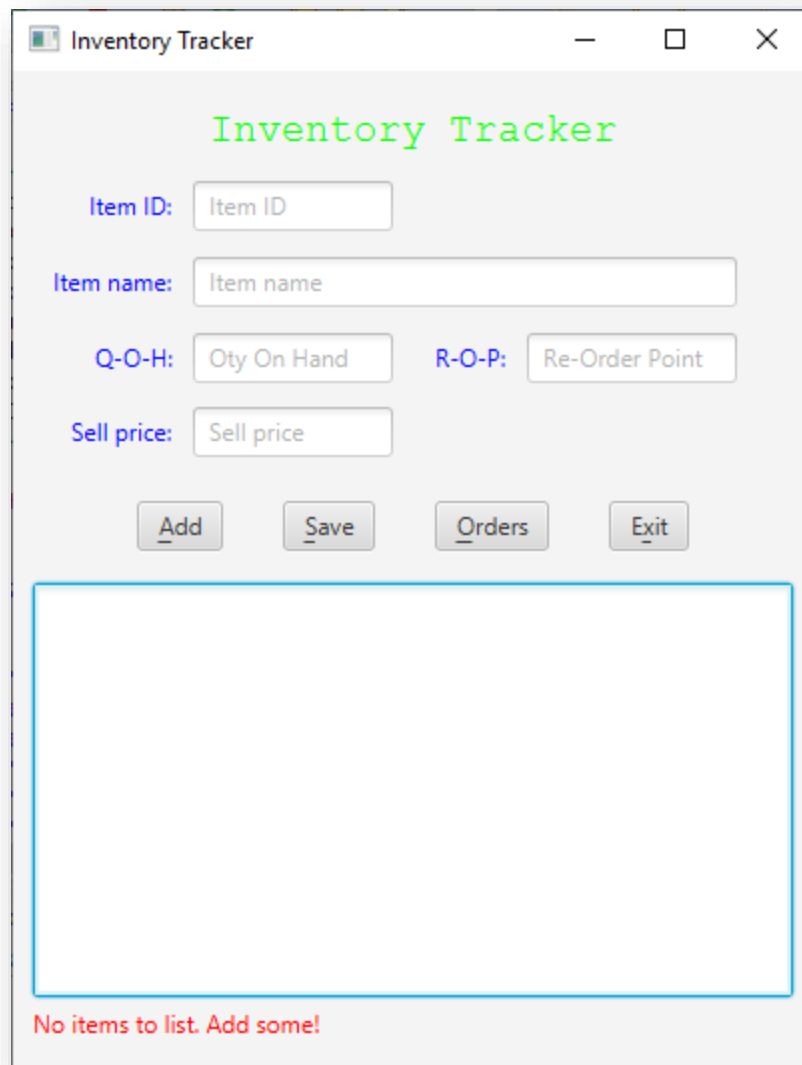 Inventory Tracker
Inventory Tracker
Item ID: Item ID
Item name: Item name
Q-O-H: Oty On Hand R-O-P: Re-Order Point
Sell price: Sell price
Add Save Orders Exit
No items to list. Add some!